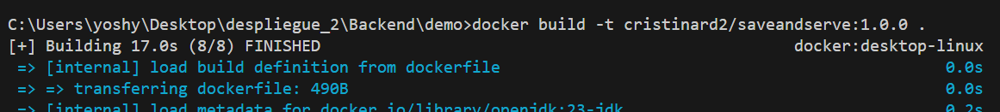 C:\Users\yoshy\Desktop\despliegue_2\Backend\demo>docker build -t cristinard2/saveandserve:1.0.0 .
[+] Building 17.0s (8/8) FINISHED docker:desktop-linux
=> [internal] load build definition from dockerfile 0.0s
=> => transferring dockerfile: 490B 0.0s
=> [internal] load metadata for docker.io/library/openjdk:23-jdk 0.2s